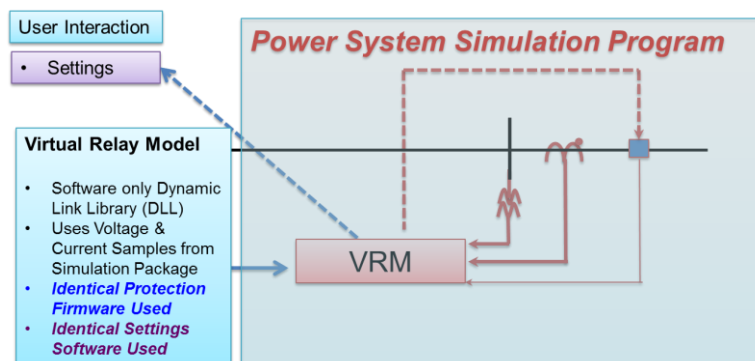 User Interaction
• Settings
Power System Simulation Program
Virtual Relay Model
• Software only Dynamic
Link Library (DLL)
• Uses Voltage &
Current Samples from
Simulation Package
• Identical Protection
Firmware Used
• Identical Settings
Software Used
VRM